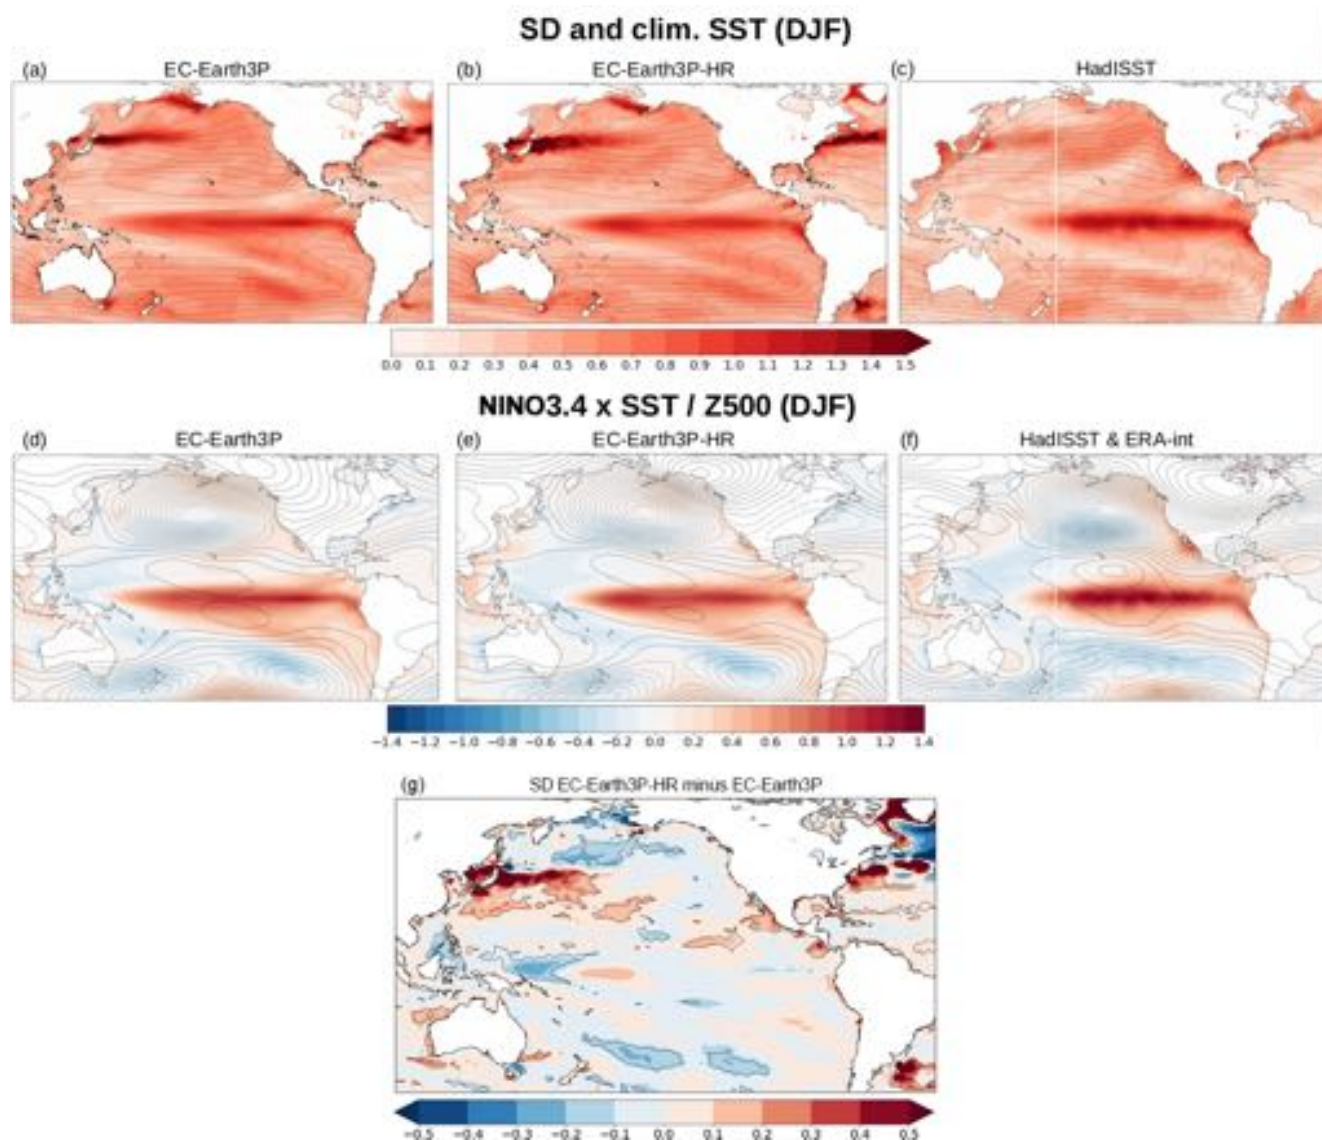 SD and clim. SST (DJF)
(a) EC-Earth3P
(b) EC-Earth3P-HR
(c) HadISST
0.0 0.1 0.2 0.3 0.4 0.5 0.6 0.7 0.8 0.9 1.0 1.1 1.2 1.3 1.4 1.5
NINO3.4 x SST / Z500 (DJF)
(d) EC-Earth3P
(e) EC-Earth3P-HR
(f) HadISST & ERA-int
−1.4 −1.2 −1.0 −0.8 −0.6 −0.4 −0.2 0.0 0.2 0.4 0.6 0.8 1.0 1.2 1.4
(g) SD EC-Earth3P-HR minus EC-Earth3P
−0.5 −0.4 −0.3 −0.2 −0.1 0.0 0.1 0.2 0.3 0.4 0.5